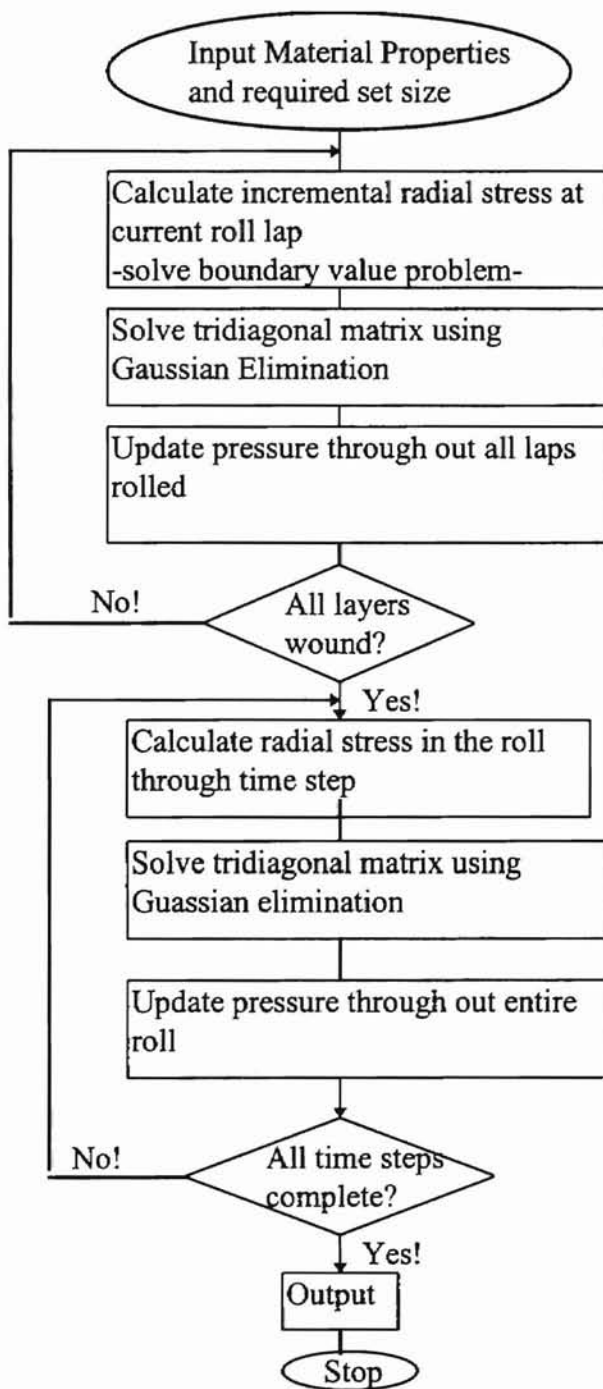 Input Material Properties
and required set size
Calculate incremental radial stress at
current roll lap
-solve boundary value problem-
Solve tridiagonal matrix using
Gaussian Elimination
Update pressure through out all laps
rolled
No!
All layers
wound?
Yes!
Calculate radial stress in the roll
through time step
Solve tridiagonal matrix using
Guassian elimination
Update pressure through out entire
roll
No!
All time steps
complete?
Yes!
Output
Stop